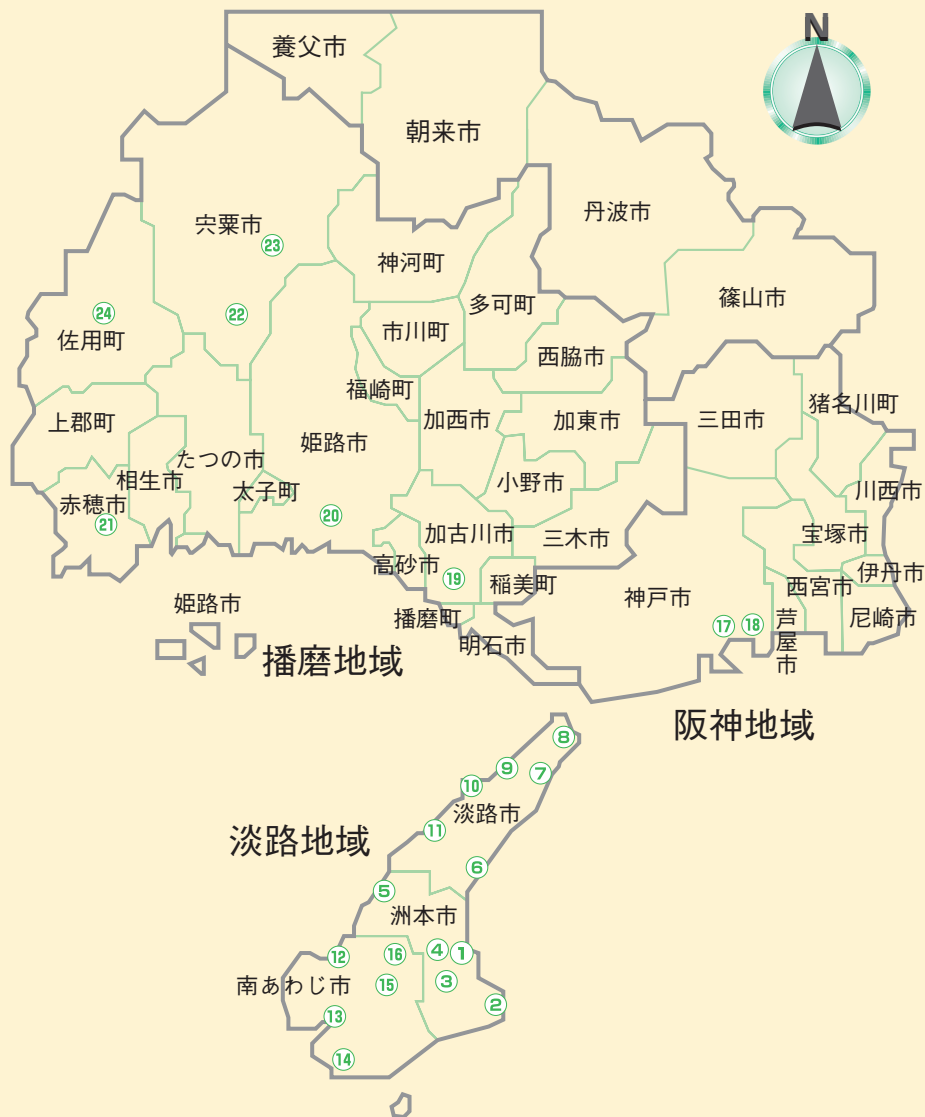 N
養父市
朝来市
丹波市
宍粟市
㉓
神河町
篠山市
多可町
㉔
㉒
佐用町
市川町
西脇市
福崎町
猪名川町
上郡町
姫路市
加西市
加東市
三田市
たつの市
相生市
太子町
小野市
川西市
赤穂市
㉑
⑳
加古川市
三木市
宝塚市
高砂市
⑲
稲美町
伊丹市
西宮市
姫路市
神戸市
播磨町
⑰
⑱
芦屋市
尼崎市
明石市
播磨地域
阪神地域
⑧
⑨
⑦
⑩
淡路市
⑪
淡路地域
⑥
⑤
洲本市
④
①
⑯
⑫
③
南あわじ市
⑮
②
⑬
⑭